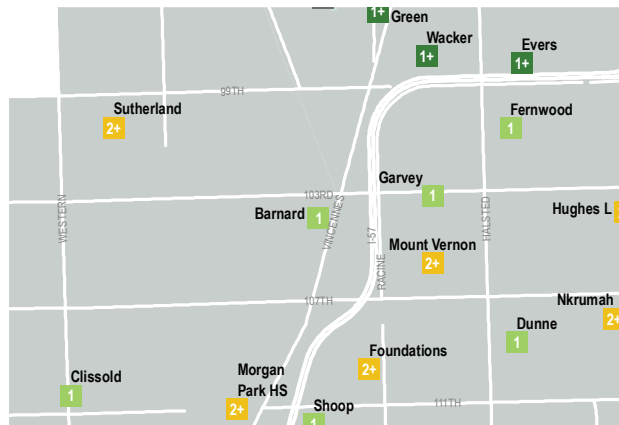 Green
1+
Wacker
1+
Evers
1+
99TH
Sutherland
2+
Fernwood
1
Garvey
103RD
1
WESTERN
Barnard
1
VINCENNES
I-57
HALSTED
Hughes L
Mount Vernon
2+
RACINE
107TH
Nkrumah
2+
Dunne
1
Foundations
2+
Clissold
1
Morgan
Park HS
2+
Shoop
1
111TH